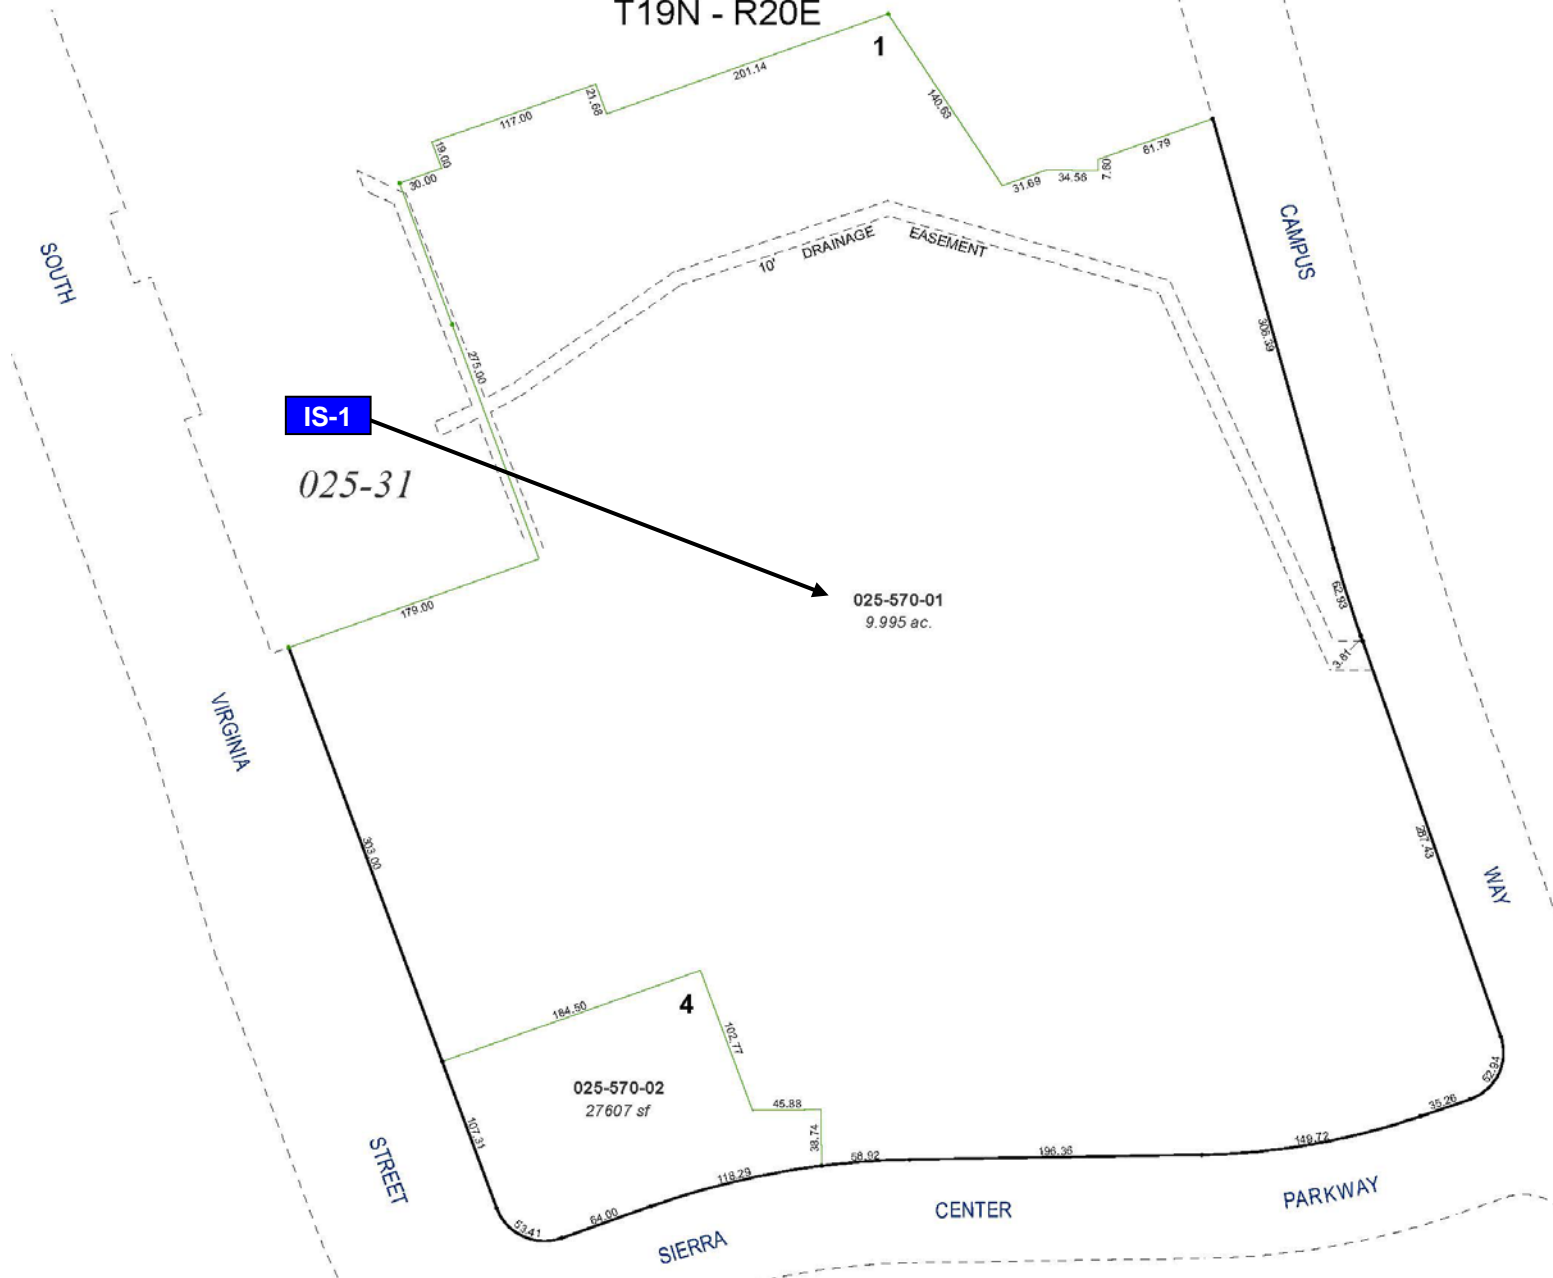 T19N - R20E
1
201.14
21.68
117.00
19.00
30.00
140.63
31.69
34.56
7.60
61.79
CAMPUS
SOUTH
10' DRAINAGE EASEMENT
306.39
275.00
IS-1
025-31
025-570-01
9.995 ac.
62.93
3.81
179.00
VIRGINIA
303.00
287.43
WAY
184.50
4
102.77
025-570-02
27607 sf
45.88
38.74
107.31
52.94
35.26
149.72
196.36
58.92
118.29
64.00
53.41
STREET
SIERRA
CENTER
PARKWAY